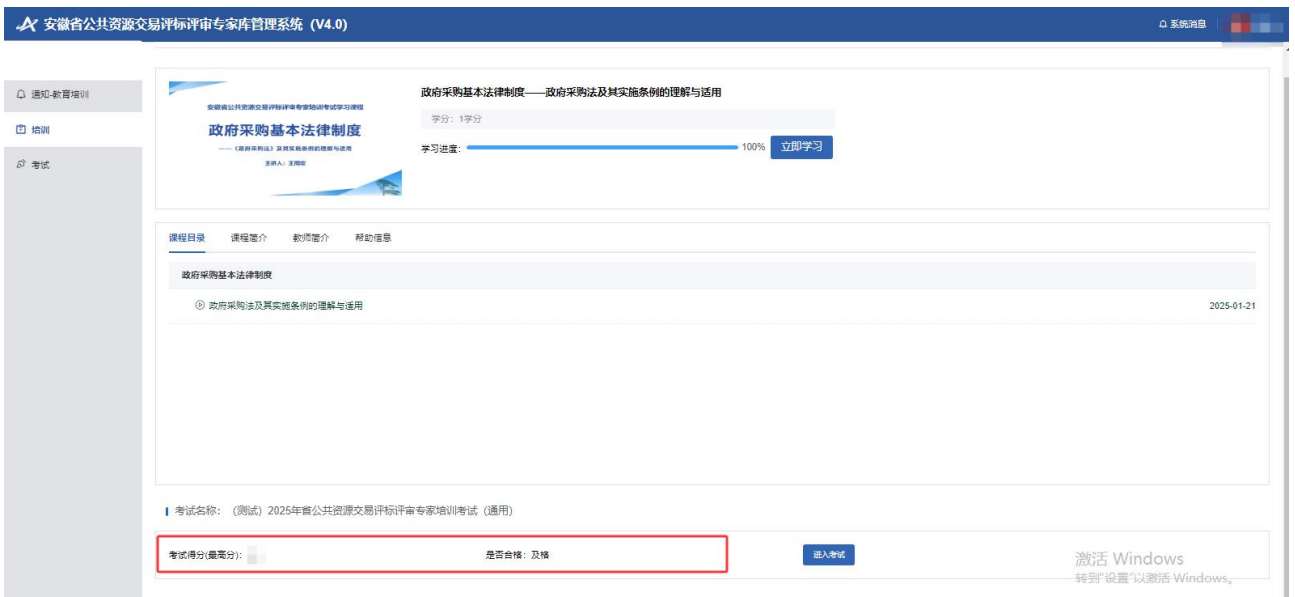 安徽省公共资源交易评标评审专家库管理系统 (V4.0)
系统消息
通知-教育培训
培训
考试
安徽省公共资源交易评标评审专家培训考试学习课程
政府采购基本法律制度
——《政府采购法》及其实施条例的理解与适用
政府采购基本法律制度——政府采购法及其实施条例的理解与适用
学分：1学分
学习进度：
100%
立即学习
课程目录 课程简介 教师简介 帮助信息
政府采购基本法律制度
政府采购法及其实施条例的理解与适用 2025-01-21
考试名称： （测试）2025年省公共资源交易评标评审专家培训考试（通用）
考试得分(最高分)： 是否合格：及格 进入考试
激活 Windows
转到"设置"以激活 Windows。